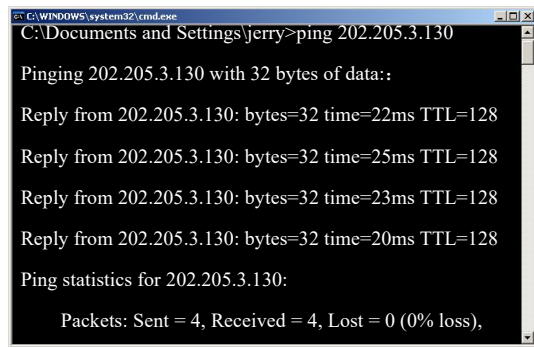 C:\WINDOWS\system32\cmd.exe
C:\Documents and Settings\jerry>ping 202.205.3.130
Pinging 202.205.3.130 with 32 bytes of data:：
Reply from 202.205.3.130: bytes=32 time=22ms TTL=128
Reply from 202.205.3.130: bytes=32 time=25ms TTL=128
Reply from 202.205.3.130: bytes=32 time=23ms TTL=128
Reply from 202.205.3.130: bytes=32 time=20ms TTL=128
Ping statistics for 202.205.3.130:
Packets: Sent = 4, Received = 4, Lost = 0 (0% loss),